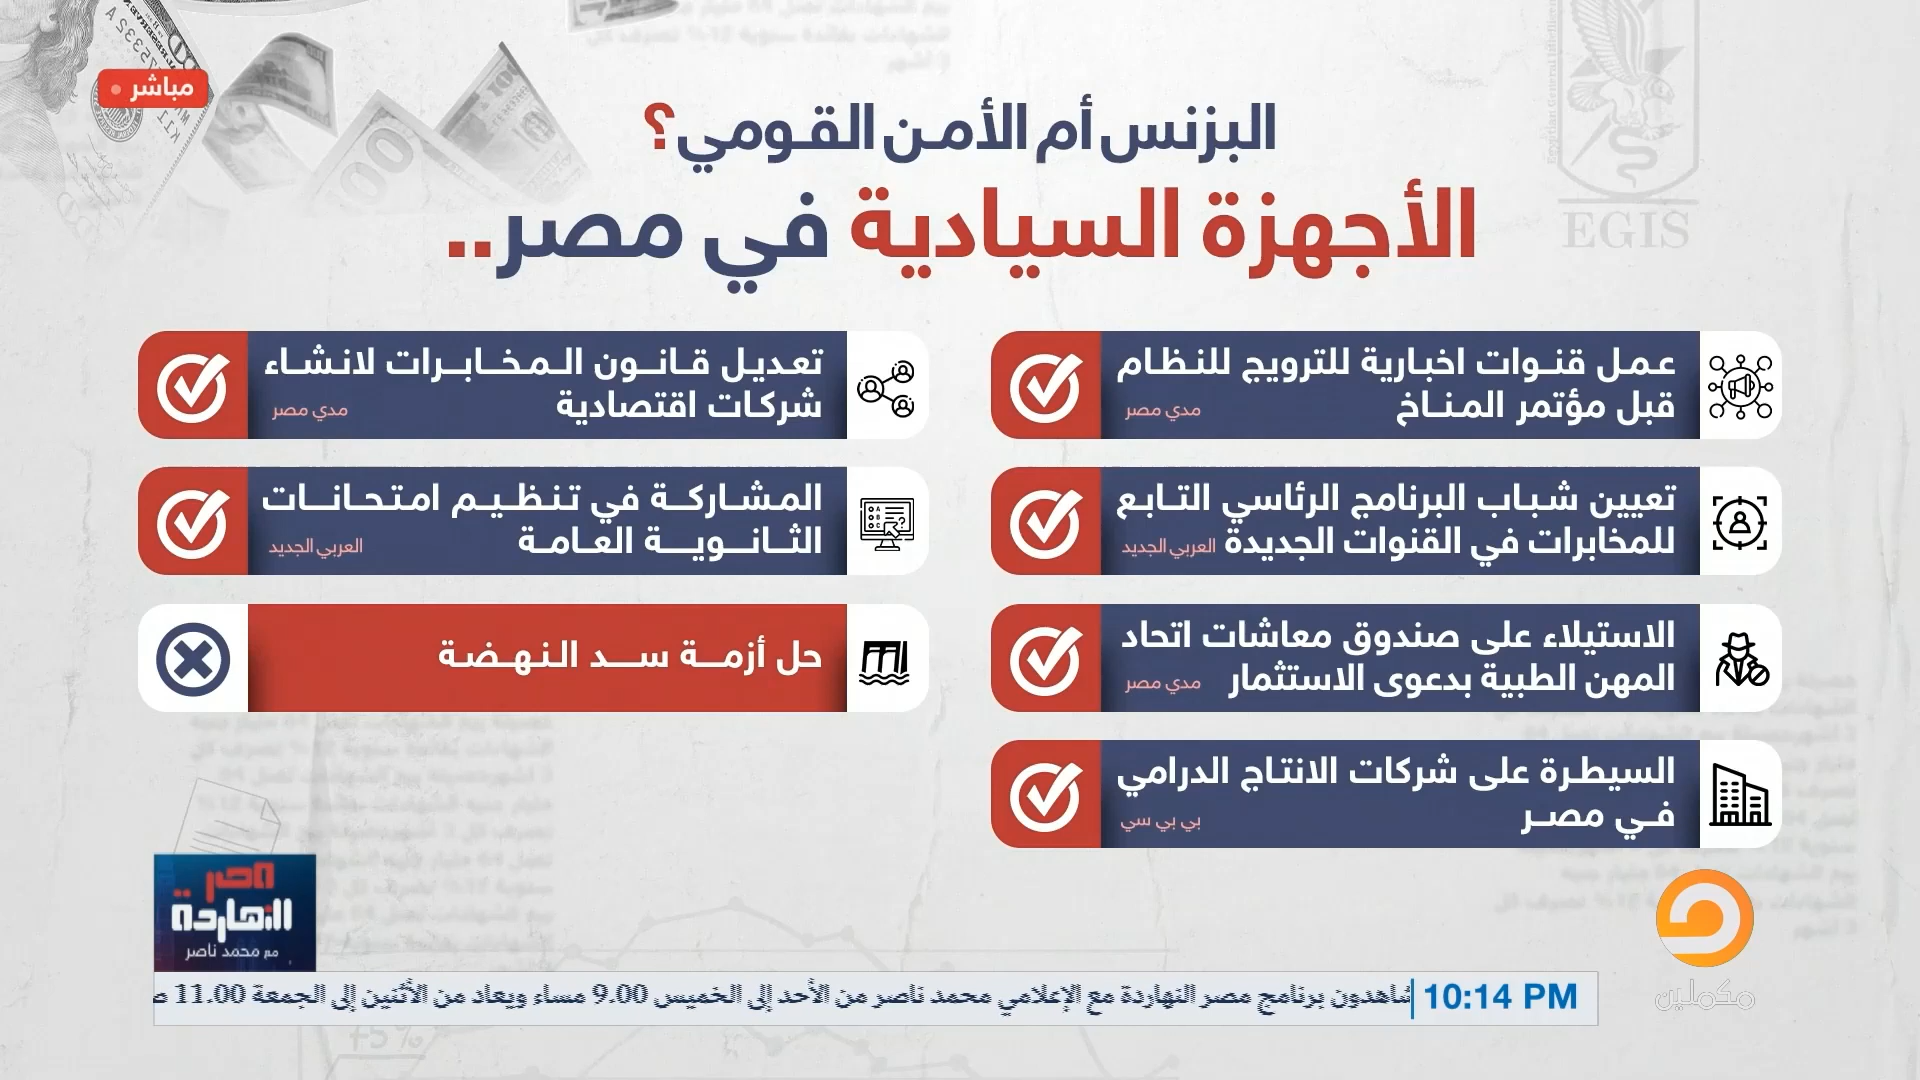 مباشر
البزنس أم الأمن القومي؟
الأجهزة السيادية في مصر..
EGIS
عمل قنوات اخبارية للترويج للنظام
قبل مؤتمر المناخ
مدي مصر
تعيين شباب البرنامج الرئاسي التابع
للمخابرات في القنوات الجديدة
العربي الجديد
الاستيلاء على صندوق معاشات اتحاد
المهن الطبية بدعوى الاستثمار
مدي مصر
السيطرة على شركات الانتاج الدرامي
في مصر
بي بي سي
تعديل قانون المخابرات لانشاء
شركات اقتصادية
مدي مصر
المشاركة في تنظيم امتحانات
الثانوية العامة
العربي الجديد
حل أزمة سد النهضة
مصر
النهاردة
مع محمد ناصر
مكملين
10:14 PM
شاهدون برنامج مصر النهاردة مع الإعلامي محمد ناصر من الأحد إلى الخميس 9.00 مساء ويعاد من الأثنين إلى الجمعة 11.00